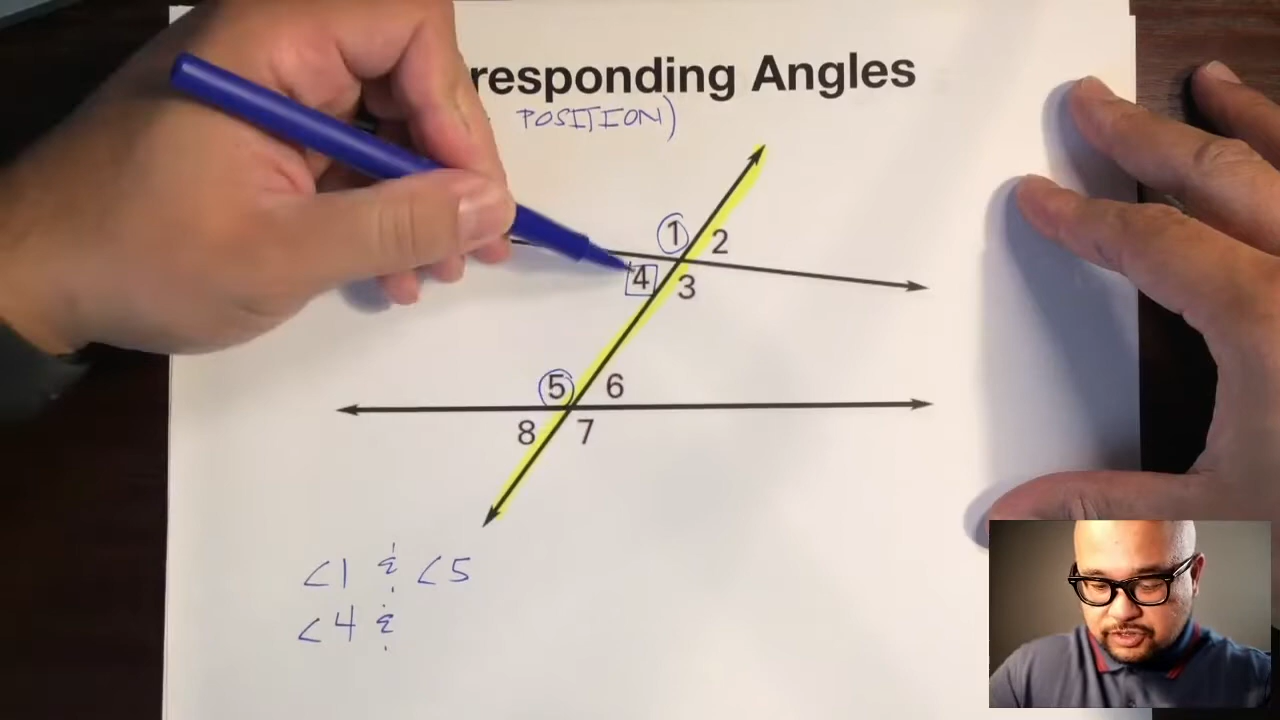 responding Angles
POSITION)
1 2
4 3
5 6
8 7
<1 & <5
<4 &